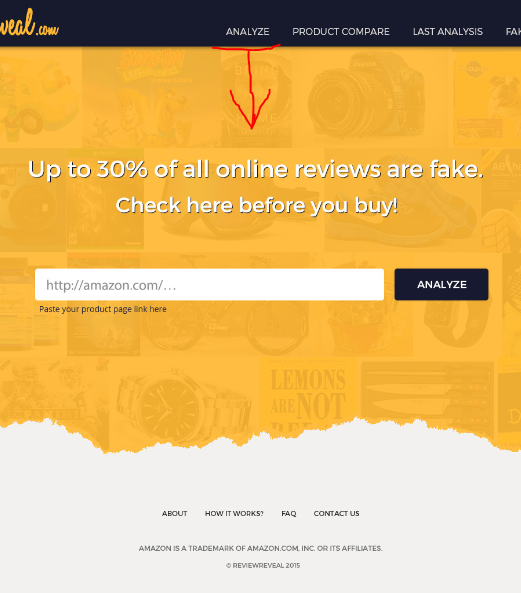 veal.com
ANALYZE PRODUCT COMPARE LAST ANALYSIS FAK
Up to 30% of all online reviews are fake.
Check here before you buy!
http://amazon.com/...
ANALYZE
Paste your product page link here
LEMONS
ARE NOT
ABOUT HOW IT WORKS? FAQ CONTACT US
AMAZON IS A TRADEMARK OF AMAZON.COM, INC. OR ITS AFFILIATES.
© REVIEWREVEAL 2015